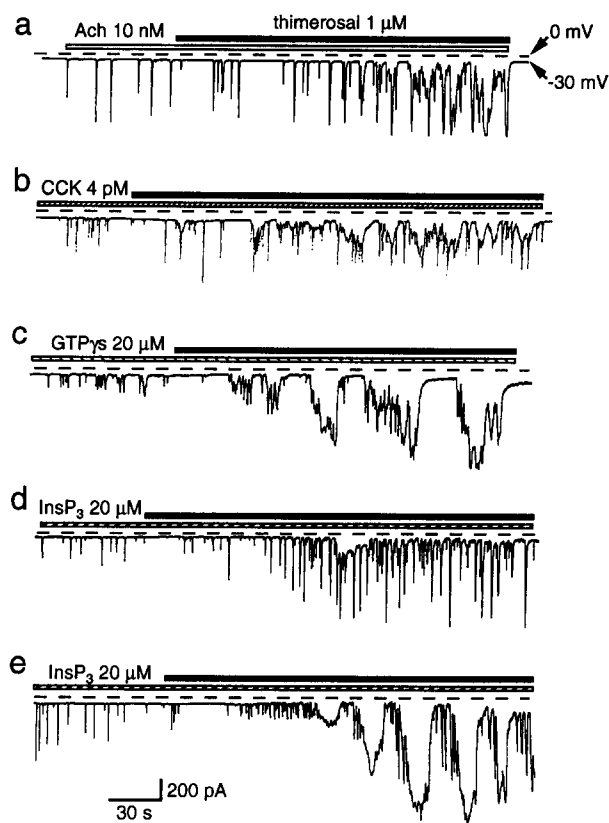 a
Ach 10 nM
thimerosal 1 μM
0 mV
-30 mV
b
CCK 4 pM
c
GTPγs 20 μM
d
InsP₃ 20 μM
e
InsP₃ 20 μM
200 pA
30 s